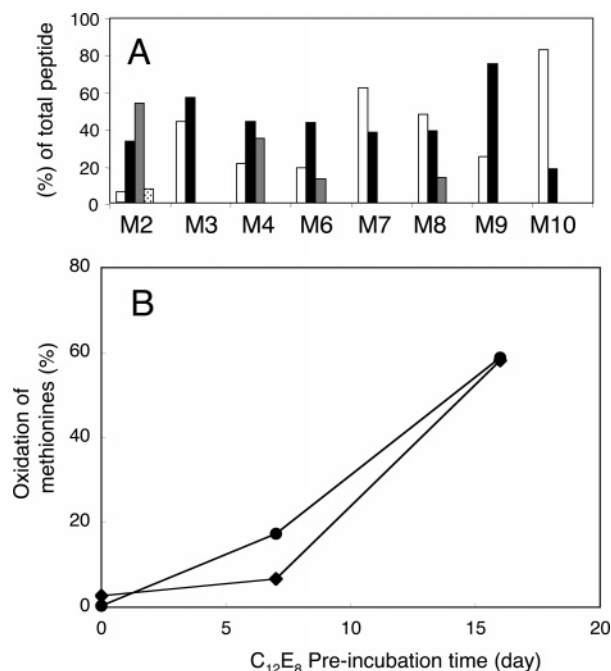 A
(%) of total peptide
100
80
60
40
20
0
M2 M3 M4 M6 M7 M8 M9 M10
B
Oxidation of
methionines (%)
80
60
40
20
0
0 5 10 15 20
C₁₂E₈ Pre-incubation time (day)